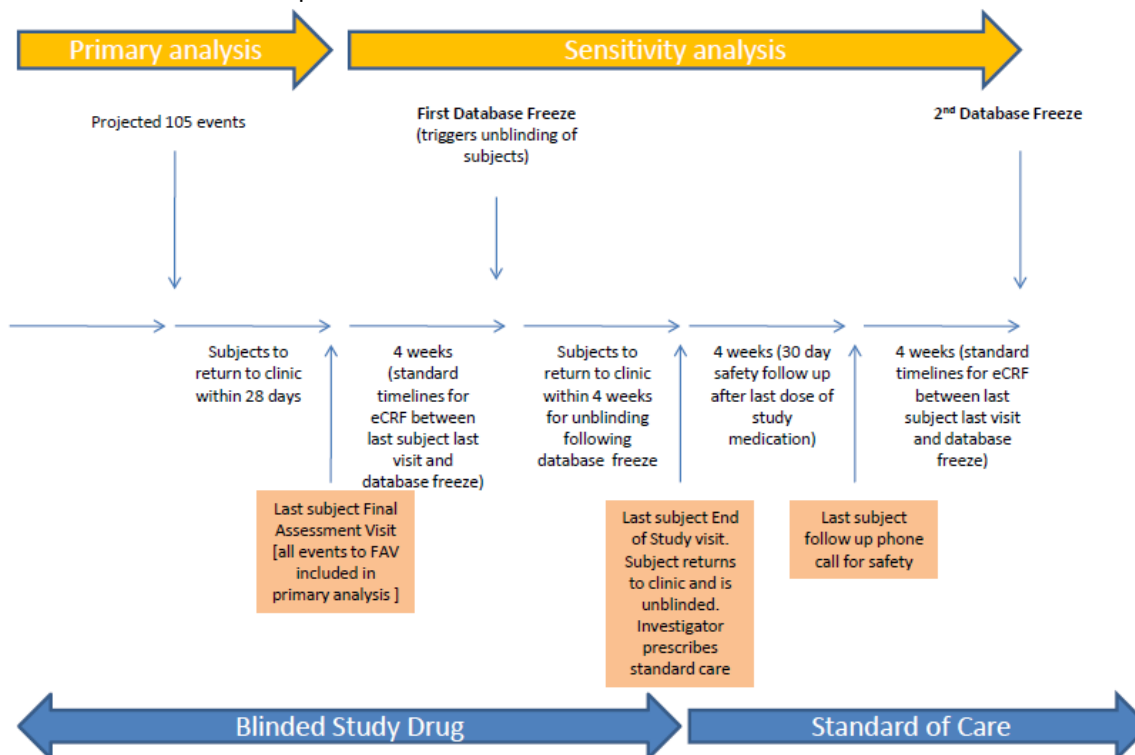 Primary analysis
Sensitivity analysis
Projected 105 events
First Database Freeze
(triggers unblinding of
subjects)
2nd Database Freeze
Subjects to
return to clinic
within 28 days
4 weeks
(standard
timelines for
eCRF between
last subject last
visit and
database freeze)
Subjects to
return to clinic
within 4 weeks
for unblinding
following
database freeze
4 weeks (30 day
safety follow up
after last dose of
study
medication)
4 weeks (standard
timelines for eCRF
between last
subject last visit
and database
freeze)
Last subject Final
Assessment Visit
[all events to FAV
included in
primary analysis ]
Last subject End
of Study visit.
Subject returns
to clinic and is
unblinded.
Investigator
prescribes
standard care
Last subject
follow up phone
call for safety
Blinded Study Drug
Standard of Care